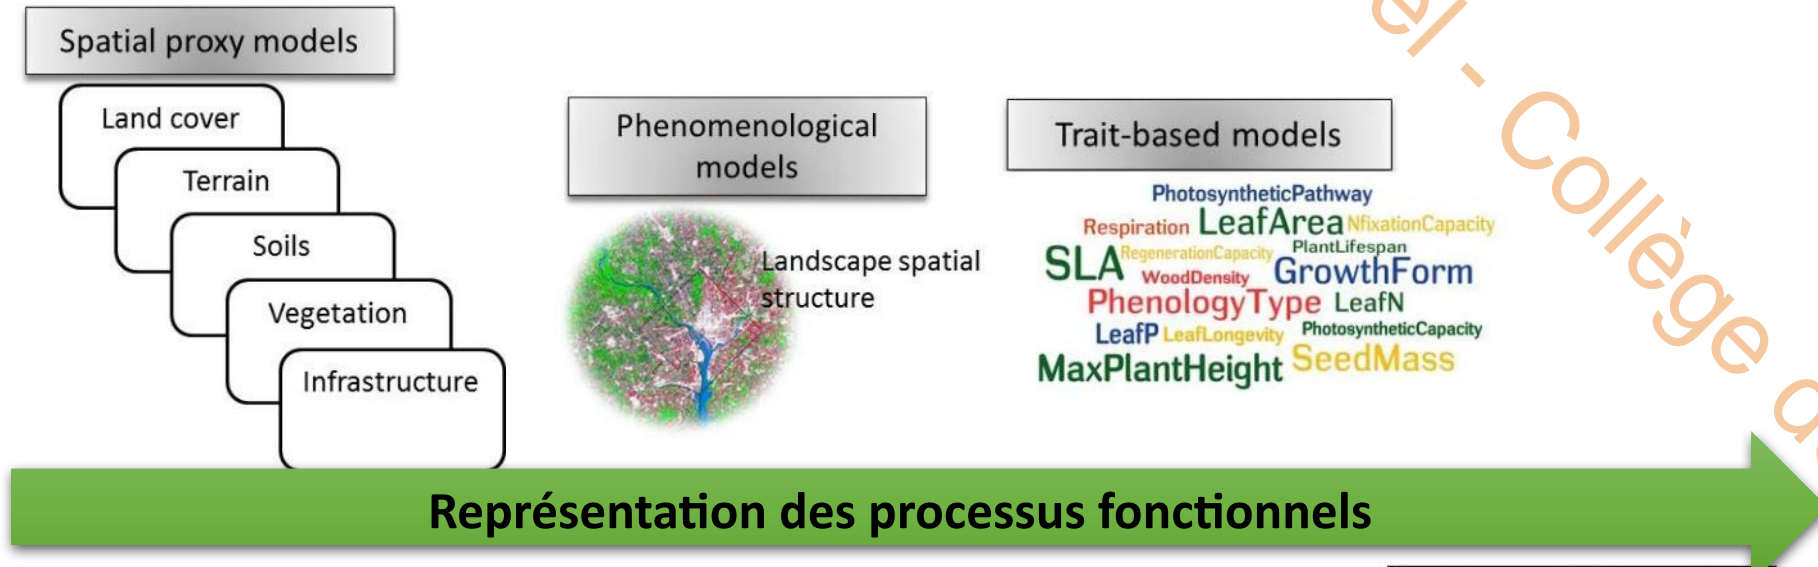 Spatial proxy models
Land cover
Terrain
Soils
Vegetation
Infrastructure
Phenomenological
models
Landscape spatial
structure
Trait-based models
PhotosyntheticPathway
Respiration LeafArea NfixationCapacity
SLA RegenerationCapacity PlantLifespan
WoodDensity GrowthForm
PhenologyType LeafN
LeafP LeafLongevity PhotosyntheticCapacity
MaxPlantHeight SeedMass
- Collège
Représentation des processus fonctionnels